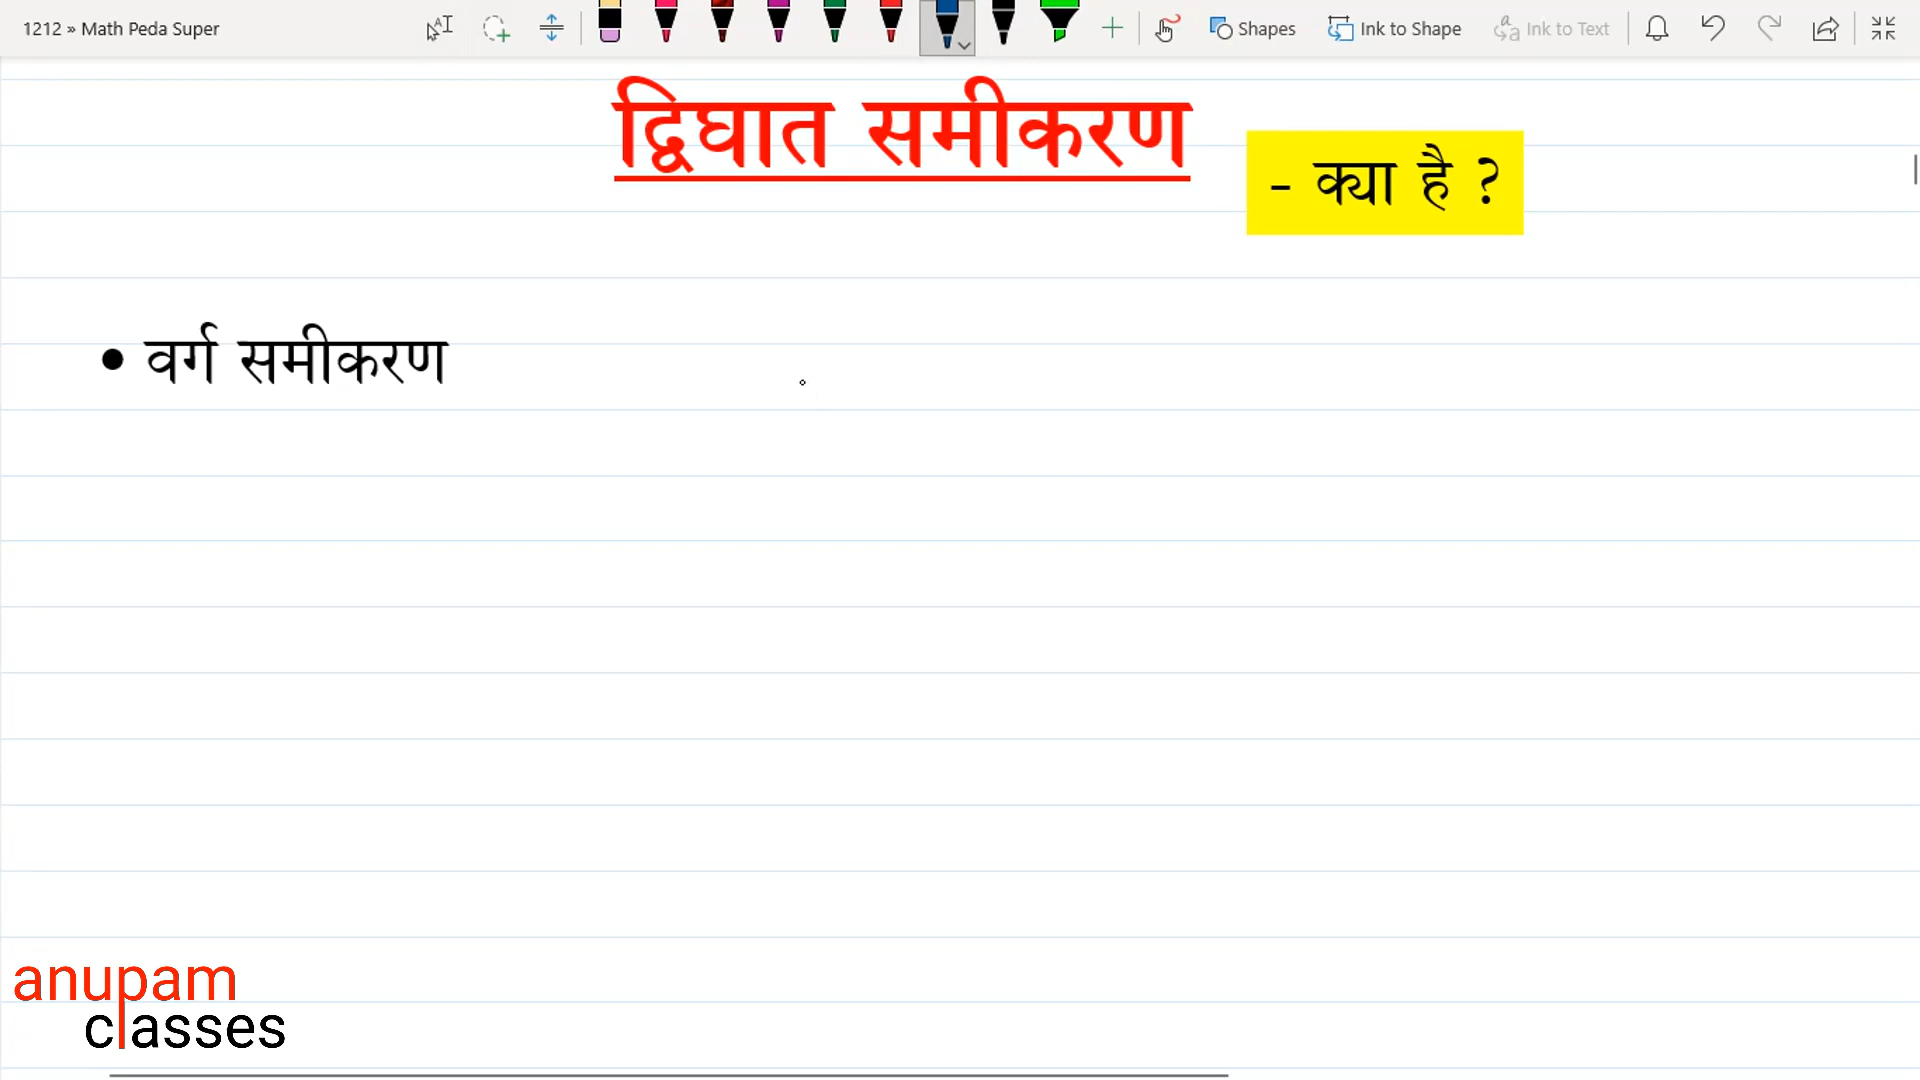 1212 » Math Peda Super
Shapes
Ink to Shape
Ink to Text
द्विघात समीकरण
- क्या है ?
• वर्ग समीकरण
anupam
classes